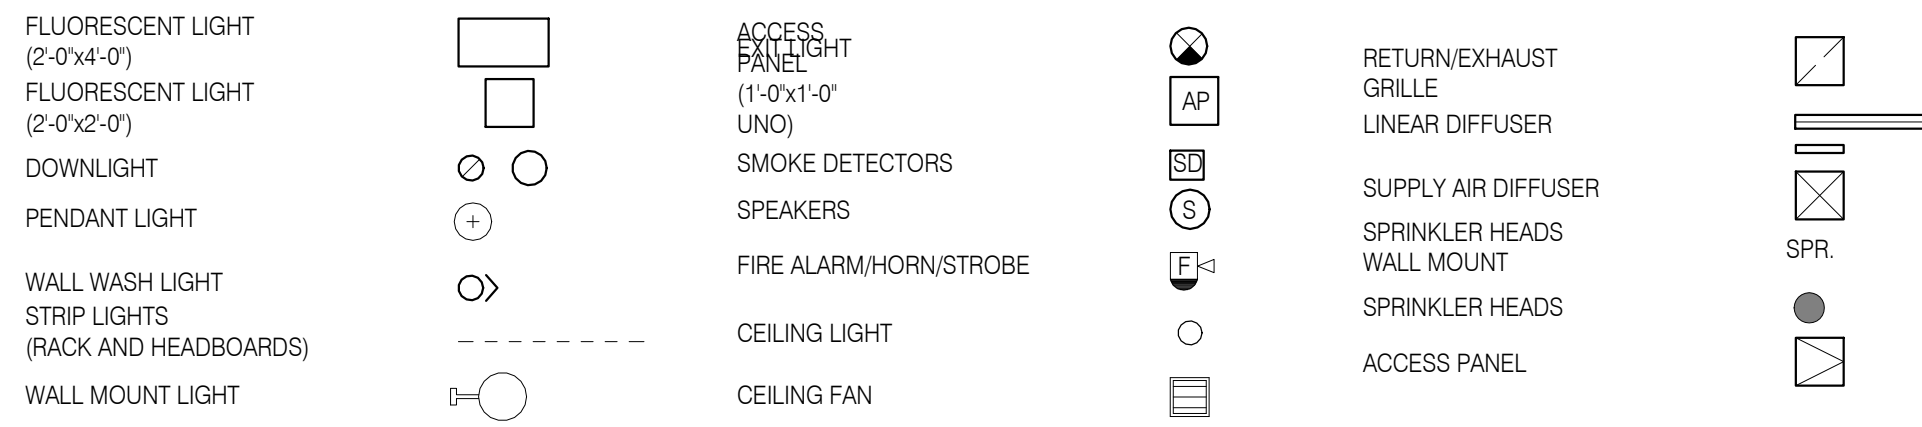 FLUORESCENT LIGHT
(2'-0"x4'-0")
FLUORESCENT LIGHT
(2'-0"x2'-0")
DOWNLIGHT
PENDANT LIGHT
WALL WASH LIGHT
STRIP LIGHTS
(RACK AND HEADBOARDS)
WALL MOUNT LIGHT
EXIT LIGHT
ACCESS
PANEL
(1'-0"x1'-0"
UNO)
AP
SMOKE DETECTORS
SD
SPEAKERS
S
FIRE ALARM/HORN/STROBE
F
CEILING LIGHT
CEILING FAN
RETURN/EXHAUST
GRILLE
LINEAR DIFFUSER
SUPPLY AIR DIFFUSER
SPRINKLER HEADS
WALL MOUNT
SPR.
SPRINKLER HEADS
ACCESS PANEL